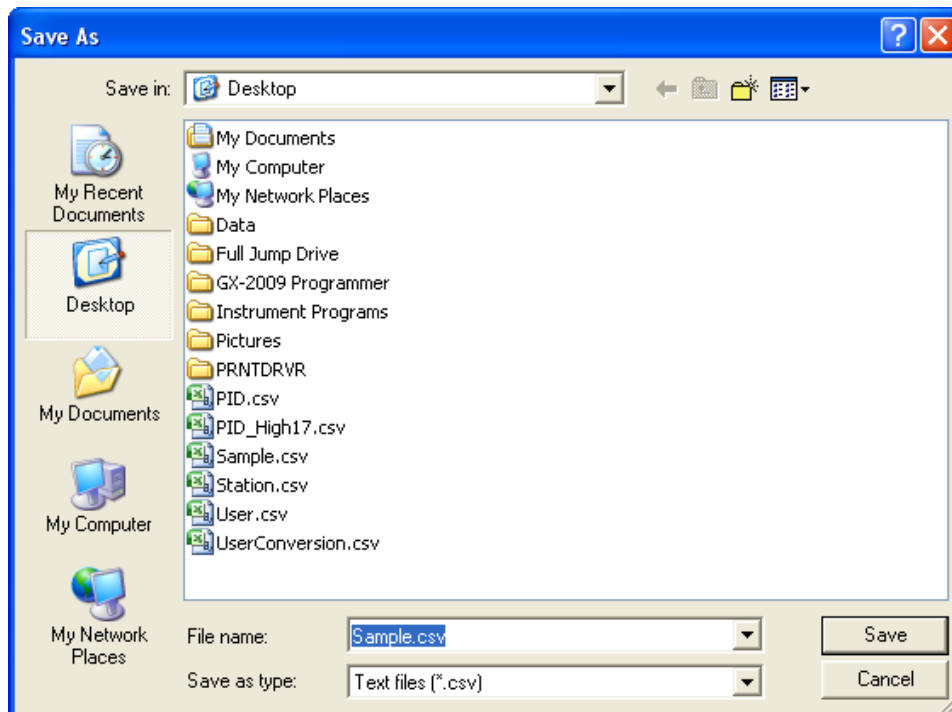 Save As
Save in:
Desktop
My Recent
Documents
Desktop
My Documents
My Computer
My Network
Places
My Documents
My Computer
My Network Places
Data
Full Jump Drive
GX-2009 Programmer
Instrument Programs
Pictures
PRNTDRVR
PID.csv
PID_High17.csv
Sample.csv
Station.csv
User.csv
UserConversion.csv
File name:
Sample.csv
Save
Save as type:
Text files (*.csv)
Cancel